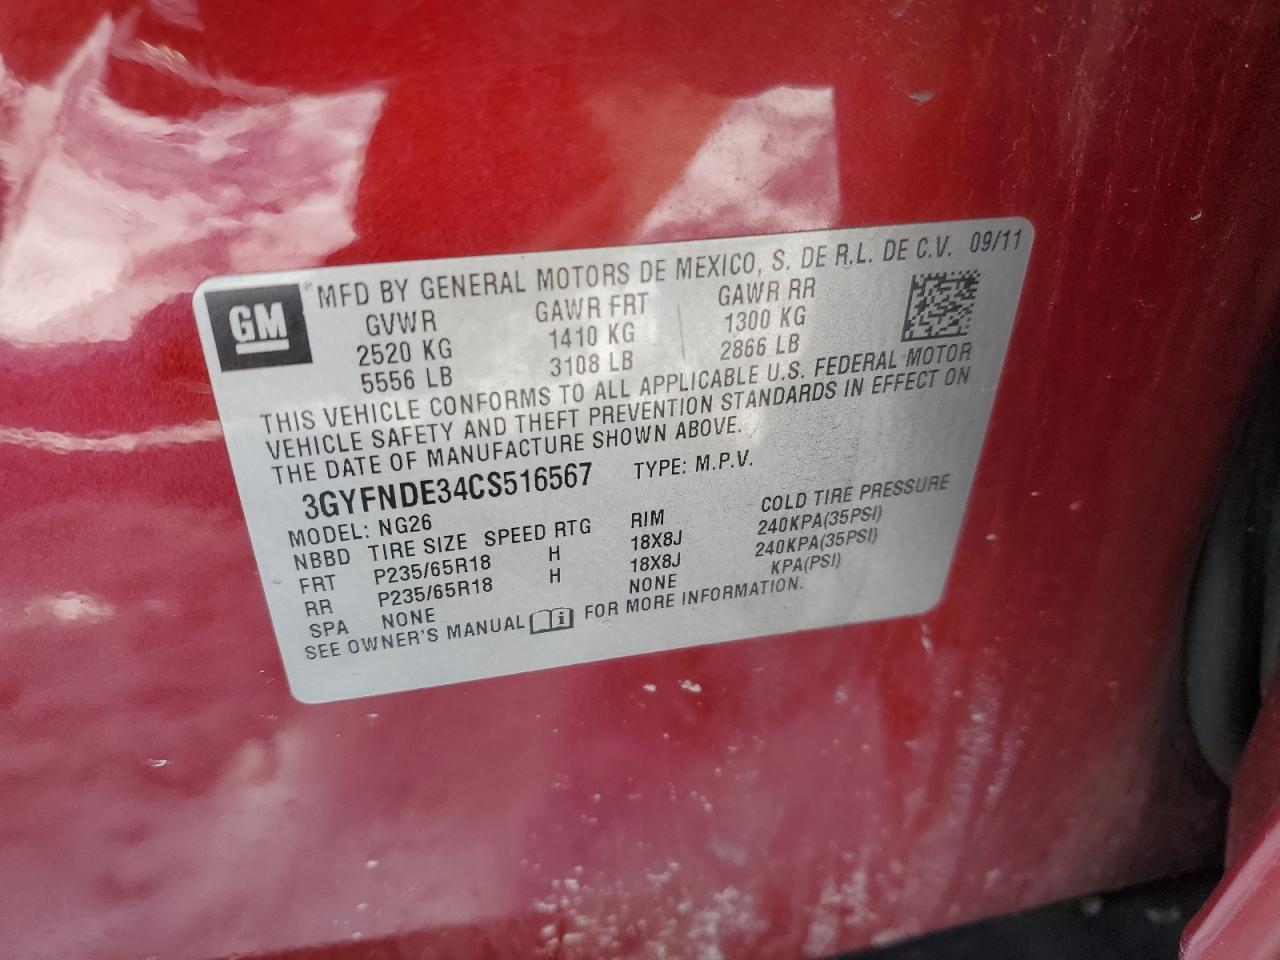 GM
® MFD BY GENERAL MOTORS DE MEXICO, S. DE R.L. DE C.V. 09/11
GVWR GAWR FRT GAWR RR
2520 KG 1410 KG 1300 KG
5556 LB 3108 LB 2866 LB
THIS VEHICLE CONFORMS TO ALL APPLICABLE U.S. FEDERAL MOTOR
VEHICLE SAFETY AND THEFT PREVENTION STANDARDS IN EFFECT ON
THE DATE OF MANUFACTURE SHOWN ABOVE.
3GYFNDE34CS516567 TYPE: M.P.V.
MODEL: NG26
NBBD TIRE SIZE SPEED RTG RIM COLD TIRE PRESSURE
FRT P235/65R18 H 18X8J 240KPA(35PSI)
RR P235/65R18 H 18X8J 240KPA(35PSI)
SPA NONE NONE KPA(PSI)
SEE OWNER'S MANUAL i FOR MORE INFORMATION.